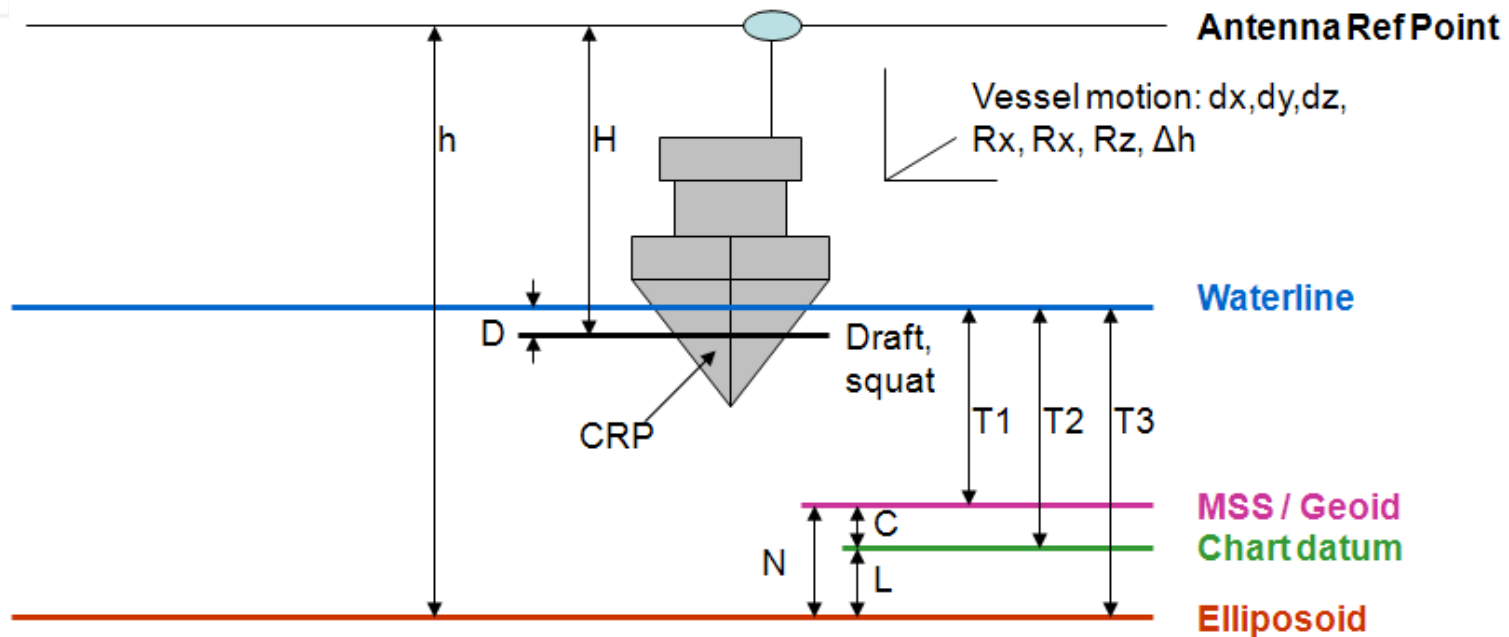 Antenna Ref Point
Vessel motion: dx,dy,dz,
Rx, Rx, Rz, Δh
h
H
Waterline
D
Draft,
squat
CRP
T1
T2
T3
MSS / Geoid
C
Chart datum
N
L
Elliposoid